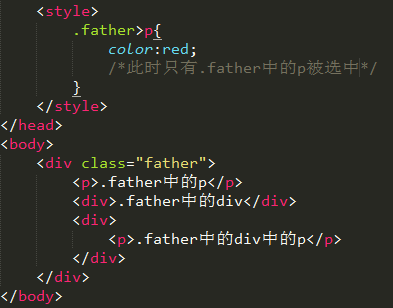 <style>
.father>p{
color:red;
/*此时只有.father中的p被选中*/
}
</style>
</head>
<body>
<div class="father">
<p>.father中的p</p>
<div>.father中的div</div>
<div>
<p>.father中的div中的p</p>
</div>
</div>
</body>